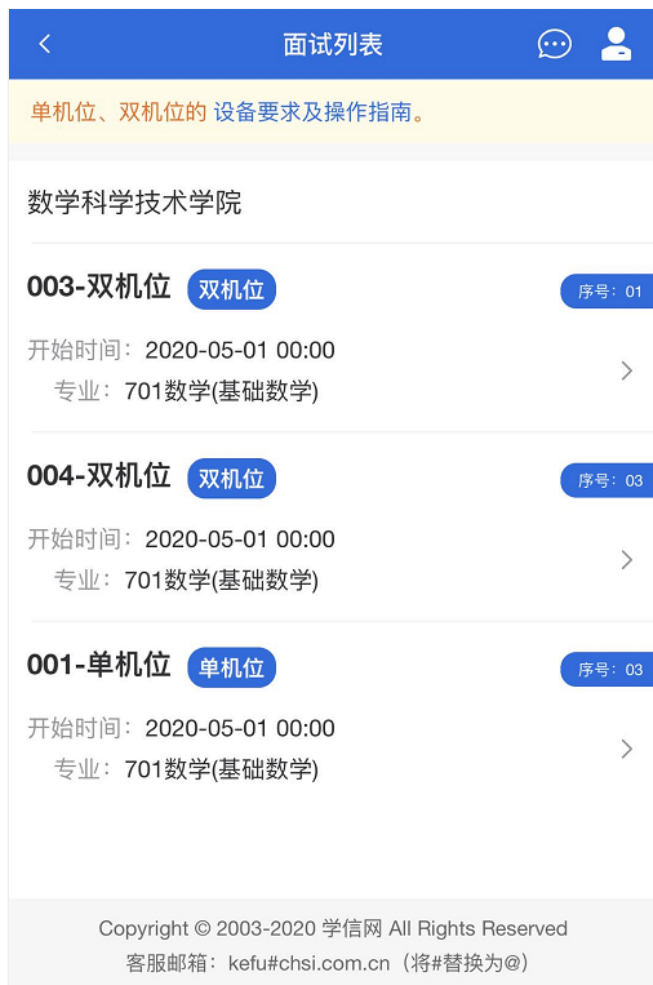 面试列表
单机位、双机位的 设备要求及操作指南。
数学科学技术学院
003-双机位 双机位 序号：01
开始时间：2020-05-01 00:00
专业：701数学(基础数学)
004-双机位 双机位 序号：03
开始时间：2020-05-01 00:00
专业：701数学(基础数学)
001-单机位 单机位 序号：03
开始时间：2020-05-01 00:00
专业：701数学(基础数学)
Copyright © 2003-2020 学信网 All Rights Reserved
客服邮箱：kefu#chsi.com.cn（将#替换为@）